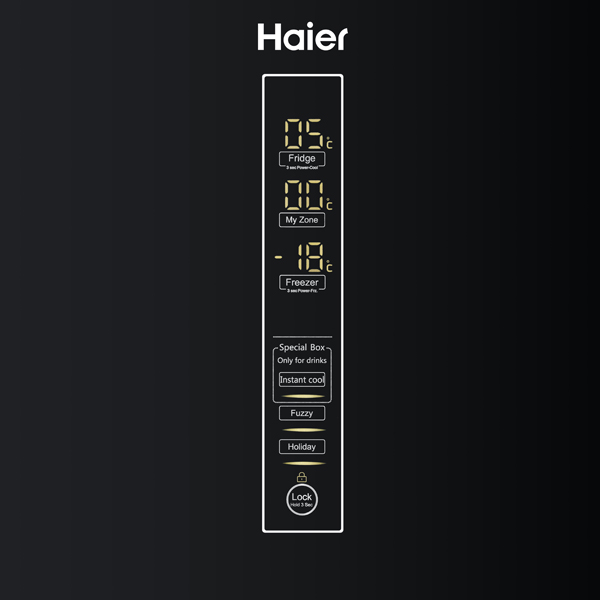 Haier
05°c
Fridge
3 sec Power-Cool
00°c
My Zone
-18°c
Freezer
3 sec Power-Frz.
Special Box
Only for drinks
Instant cool
Fuzzy
Holiday
Lock
Hold 3 Sec